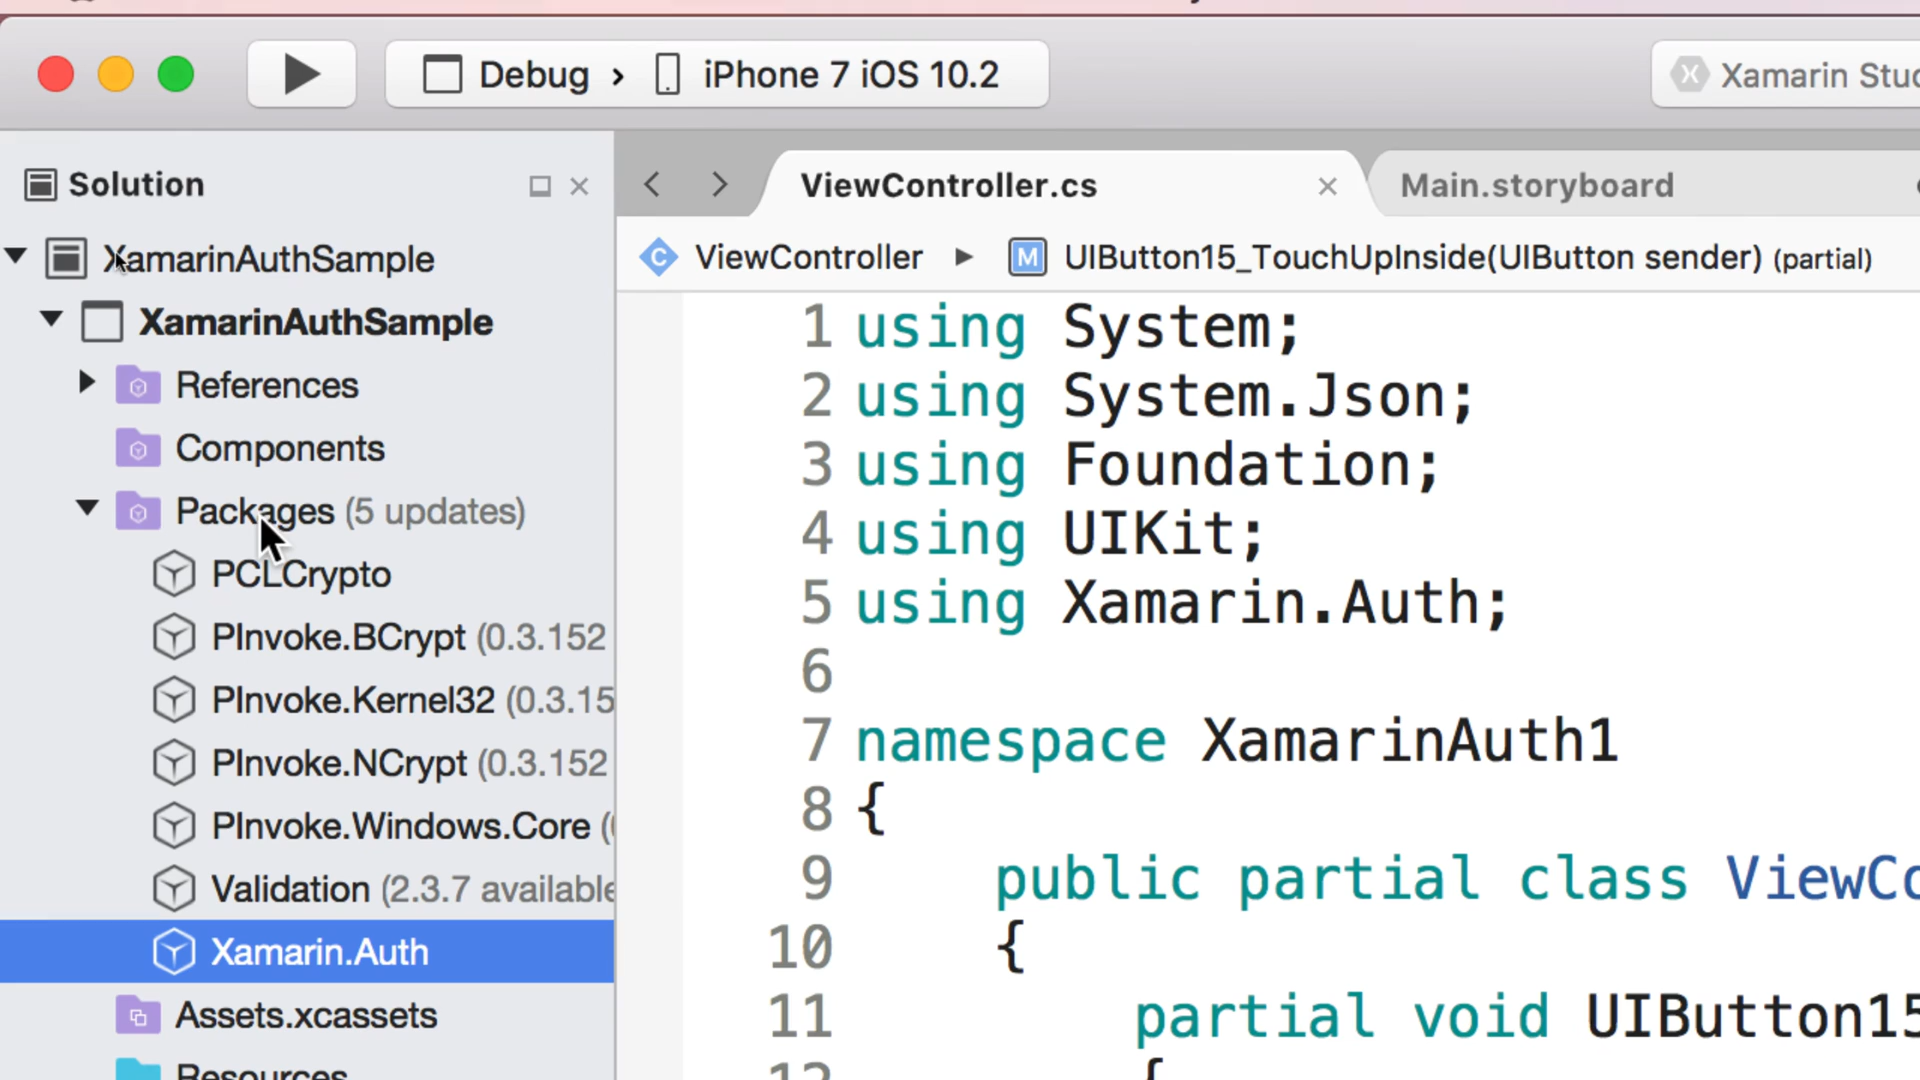 Debug › iPhone 7 iOS 10.2
Xamarin
Solution
ViewController.cs
Main.storyboard
XamarinAuthSample
ViewController
M UIButton15_TouchUpInside(UIButton sender) (partial)
XamarinAuthSample
References
Components
Packages (5 updates)
PCLCrypto
PInvoke.BCrypt (0.3.152
PInvoke.Kernel32 (0.3.15
PInvoke.NCrypt (0.3.152
PInvoke.Windows.Core
Validation (2.3.7 available
Xamarin.Auth
Assets.xcassets
Resources
1 using System;
2 using System.Json;
3 using Foundation;
4 using UIKit;
5 using Xamarin.Auth;
6
7 namespace XamarinAuth1
8 {
9 public partial class ViewCo
10 {
11 partial void UIButton15
12 {